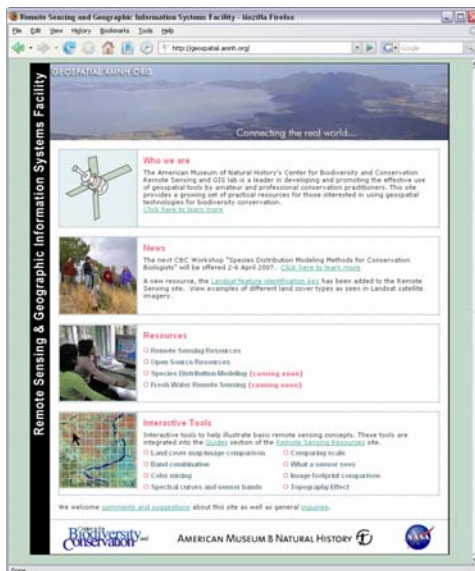 Remote Sensing and Geographic Information Systems Facility - Mozilla Firefox
File Edit View History Bookmarks Tools Help
http://geospatial.amnh.org/
Google
GEOSPATIAL.AMNH.ORG
Connecting the real world...
Remote Sensing & Geographic Information Systems Facility
Who we are
The American Museum of Natural History's Center for Biodiversity and Conservation
Remote Sensing and GIS lab is a leader in developing and promoting the effective use
of geospatial tools by amateur and professional conservation practitioners. This site
provides a growing set of practical resources for those interested in using geospatial
technologies for biodiversity conservation.
Click here to learn more
News
The next CBC Workshop "Species Distribution Modeling Methods for Conservation
Biologists" will be offered 2-6 April 2007. Click here to learn more
A new resource, the Landsat feature identification key has been added to the Remote
Sensing site. View examples of different land cover types as seen in Landsat satellite
imagery.
Resources
Remote Sensing Resources
Open Source Resources
Species Distribution Modeling (coming soon)
Fresh Water Remote Sensing (coming soon)
Interactive Tools
Interactive tools to help illustrate basic remote sensing concepts. These tools are
integrated into the Guides section of the Remote Sensing Resources site.
Land cover map/image comparison
Band combination
Color mixing
Spectral curves and sensor bands
Comparing scale
What a sensor sees
Image footprint comparison
Topography Effect
We welcome comments and suggestions about this site as well as general inquiries.
Center for
Biodiversity and
Conservation
AMERICAN MUSEUM & NATURAL HISTORY
NASA
Done